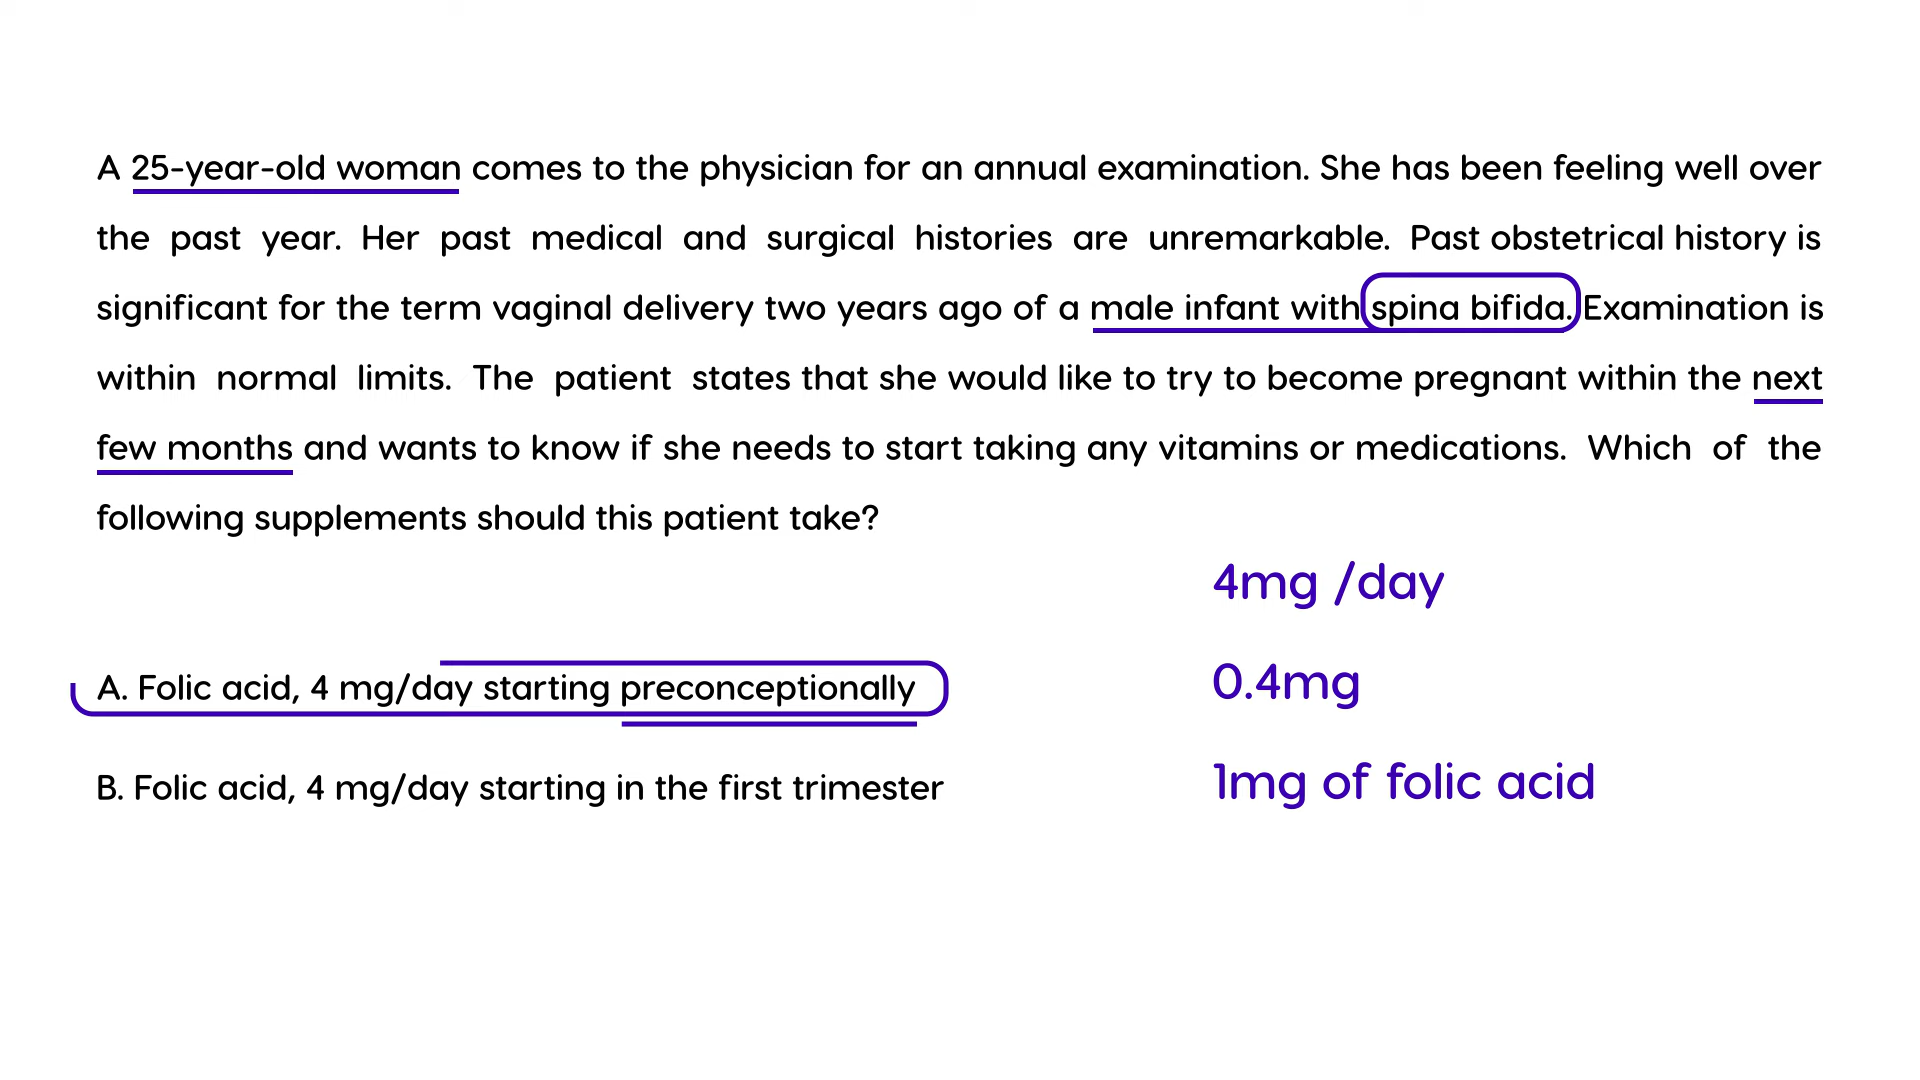 A 25-year-old woman comes to the physician for an annual examination. She has been feeling well over
the past year. Her past medical and surgical histories are unremarkable. Past obstetrical history is
significant for the term vaginal delivery two years ago of a male infant with spina bifida. Examination is
within normal limits. The patient states that she would like to try to become pregnant within the next
few months and wants to know if she needs to start taking any vitamins or medications. Which of the
following supplements should this patient take?
4mg /day
A. Folic acid, 4 mg/day starting preconceptionally
0.4mg
B. Folic acid, 4 mg/day starting in the first trimester
1mg of folic acid